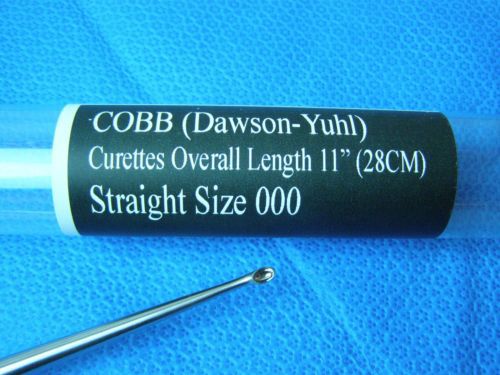 COBB (Dawson-Yuhl)
Curettes Overall Length 11” (28CM)
Straight Size 000